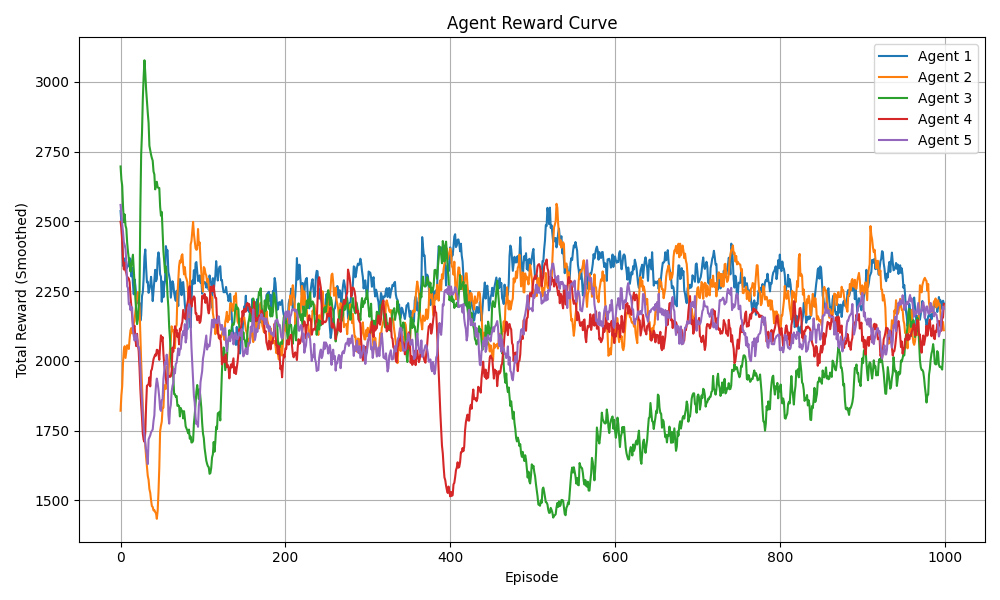 Agent Reward Curve
Total Reward (Smoothed)
3000
2750
2500
2250
2000
1750
1500
0
200
400
600
800
1000
Episode
Agent 1
Agent 2
Agent 3
Agent 4
Agent 5